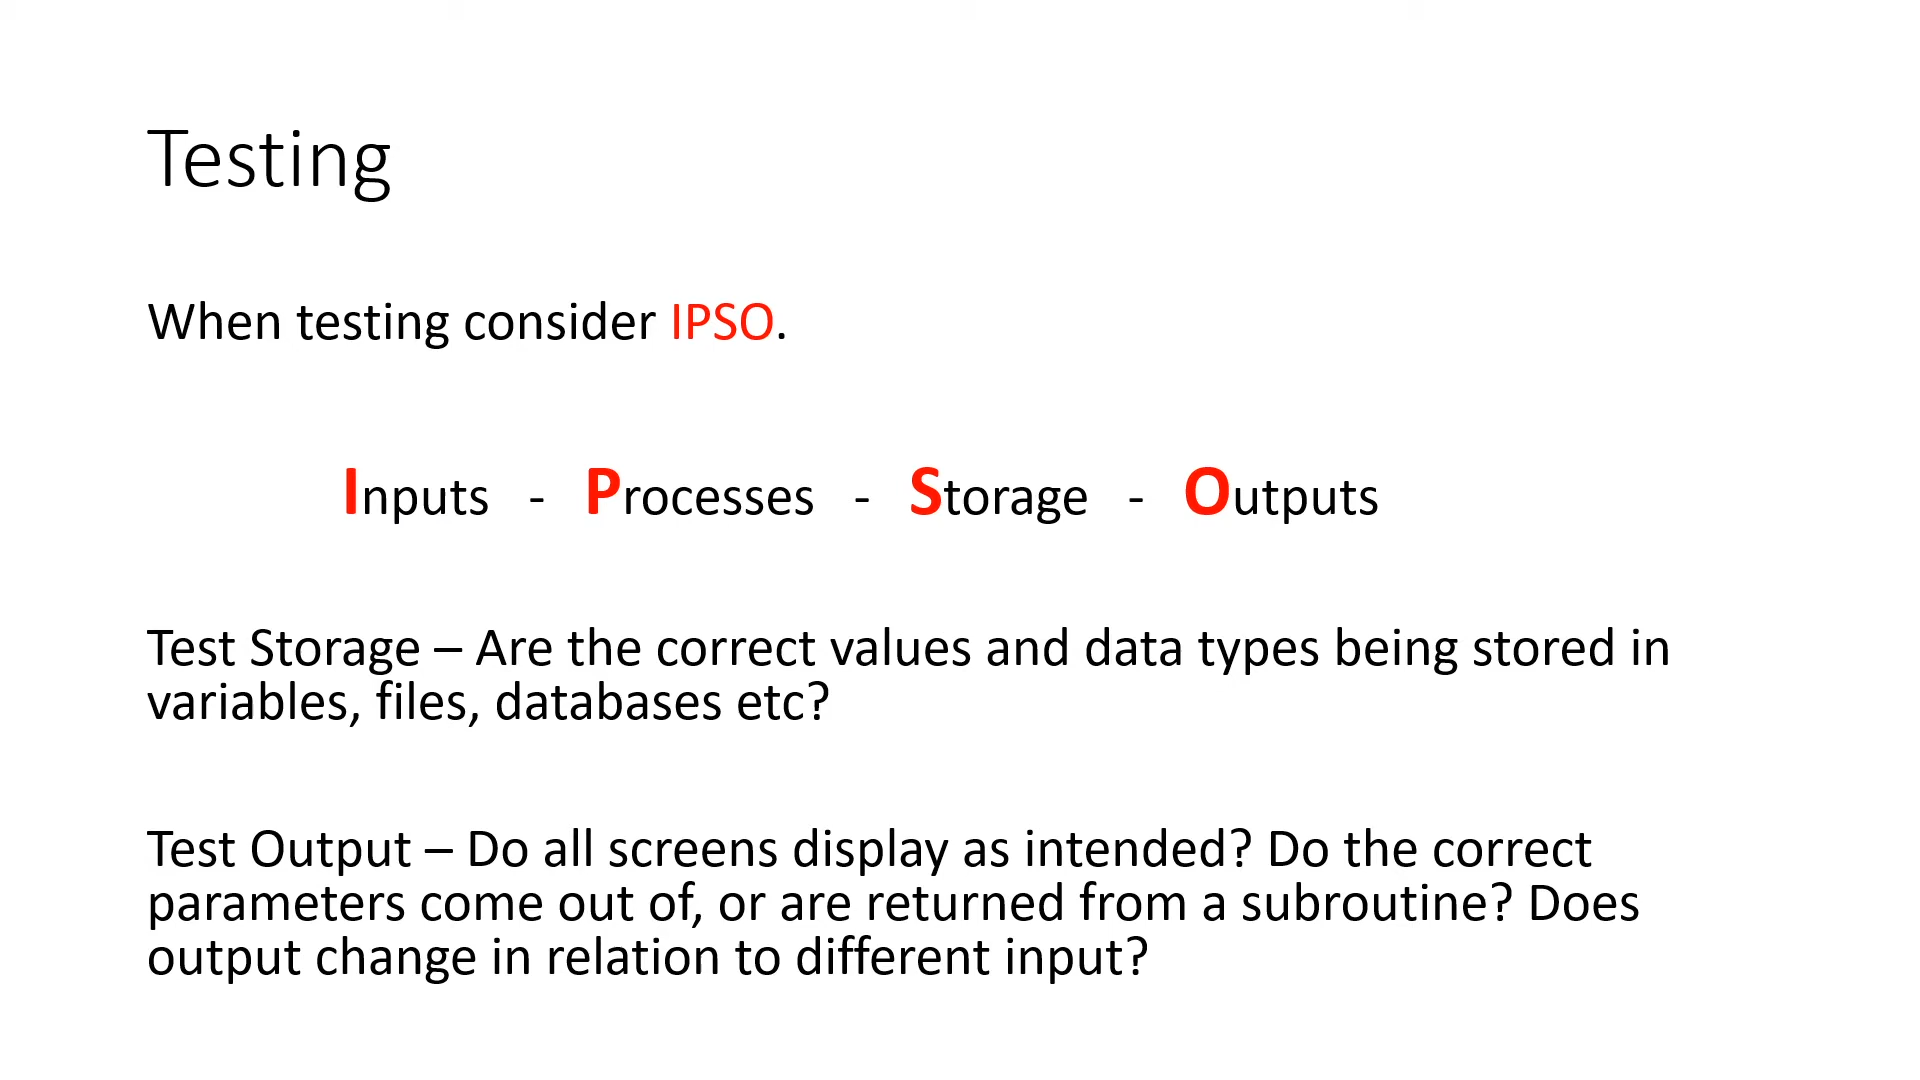 Testing
When testing consider IPSO.
Inputs - Processes - Storage - Outputs
Test Storage – Are the correct values and data types being stored in
variables, files, databases etc?
Test Output – Do all screens display as intended? Do the correct
parameters come out of, or are returned from a subroutine? Does
output change in relation to different input?